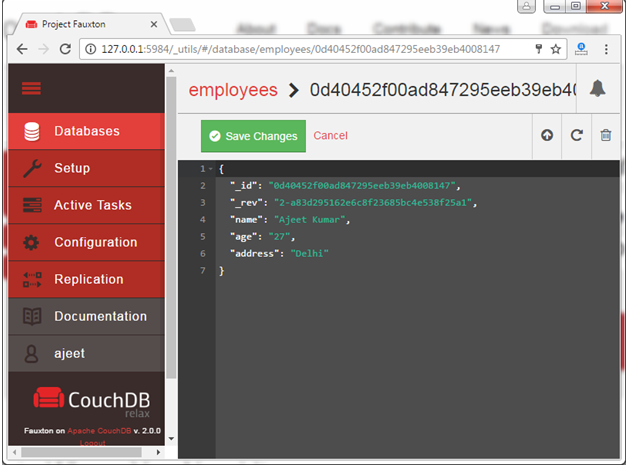 Project Fauxton
127.0.0.1:5984/_utils/#/database/employees/0d40452f00ad847295eeb39eb4008147
About Docs Contribute News Download
employees > 0d40452f00ad847295eeb39eb40
Databases
Setup
Active Tasks
Configuration
Replication
Documentation
ajeet
CouchDB
relax
Fauxton on Apache CouchDB v. 2.0.0
Logout
Save Changes Cancel
1 {
2 "_id": "0d40452f00ad847295eeb39eb4008147",
3 "_rev": "2-a83d295162e6c8f23685bc4e538f25a1",
4 "name": "Ajeet Kumar",
5 "age": "27",
6 "address": "Delhi"
7 }